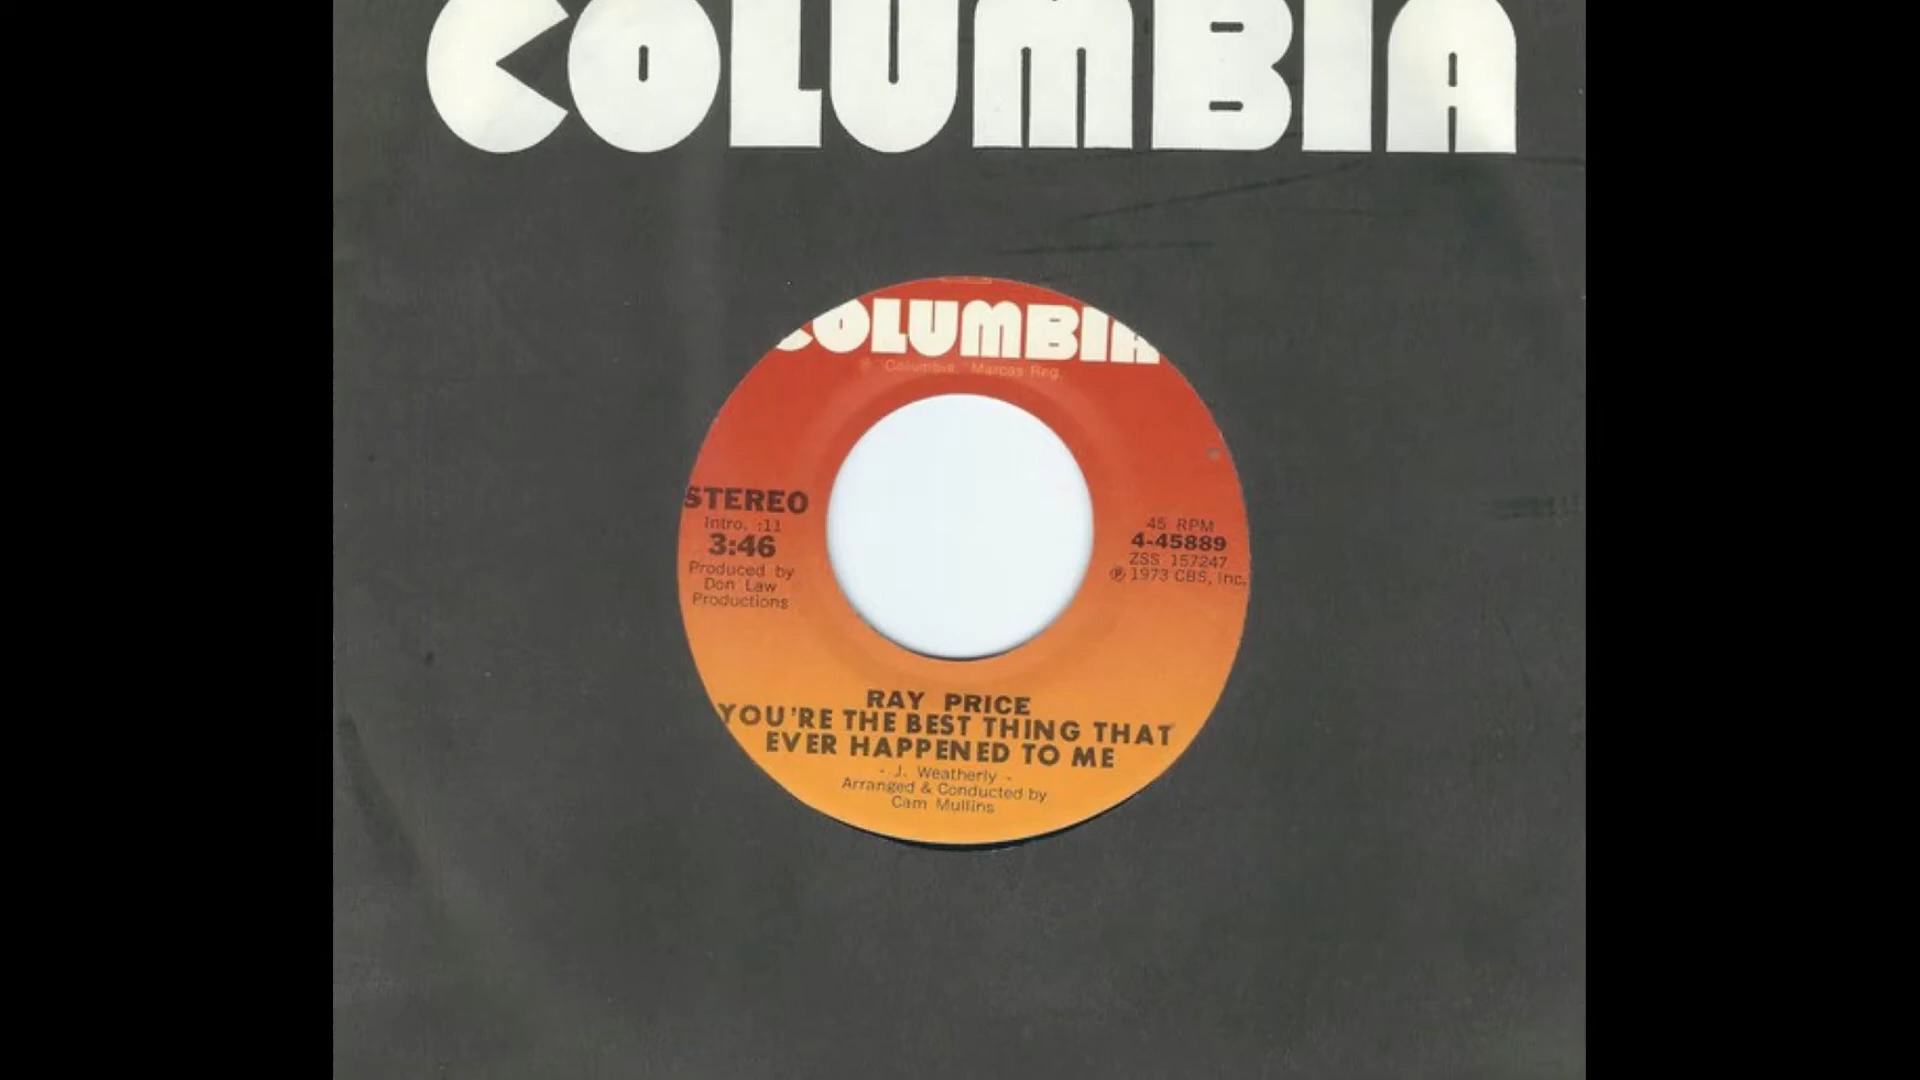 COLUMBIA
COLUMBIA
® "Columbia," Marcas Reg.
STEREO
Intro. :11
3:46
Produced by
Don Law
Productions
45 RPM
4-45889
ZSS 157247
℗ 1973 CBS, Inc.
RAY PRICE
YOU'RE THE BEST THING THAT
EVER HAPPENED TO ME
- J. Weatherly -
Arranged & Conducted by
Cam Mullins